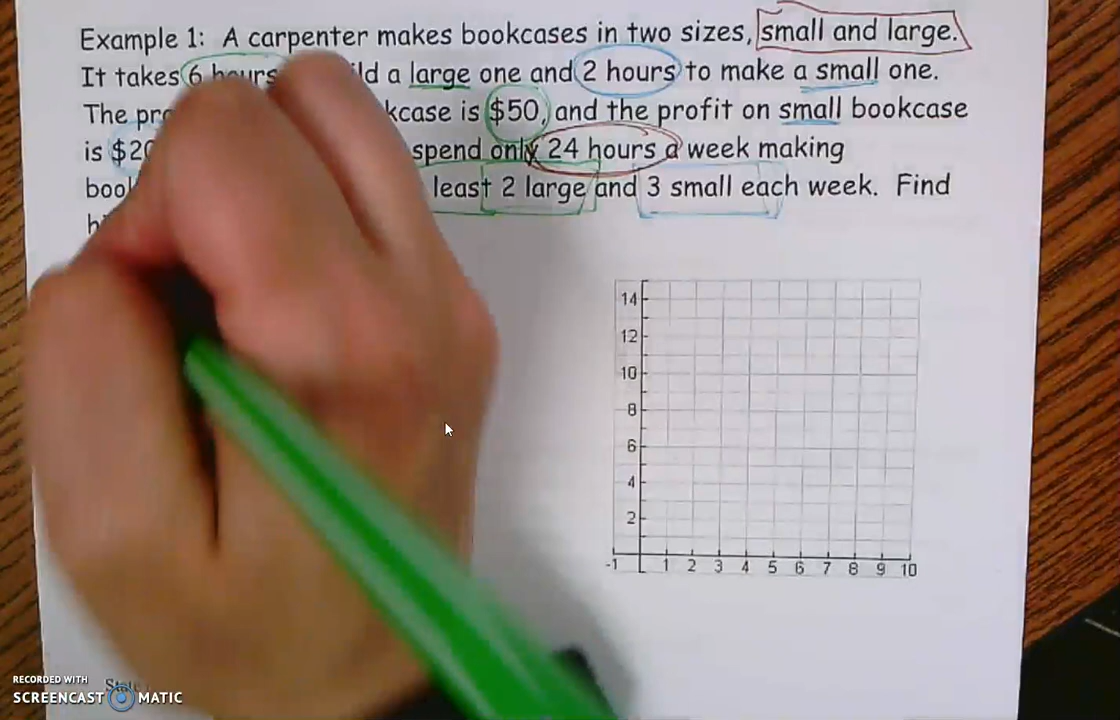 Example 1: A carpenter makes bookcases in two sizes, small and large.
It takes 6 hours ld a large one and 2 hours to make a small one.
The pro kcase is $50, and the profit on small bookcase
is $20 spend only 24 hours a week making
book least 2 large and 3 small each week. Find
14
12
10
8
6
4
2
-1 1 2 3 4 5 6 7 8 9 10
RECORDED WITH
SCREENCAST MATIC